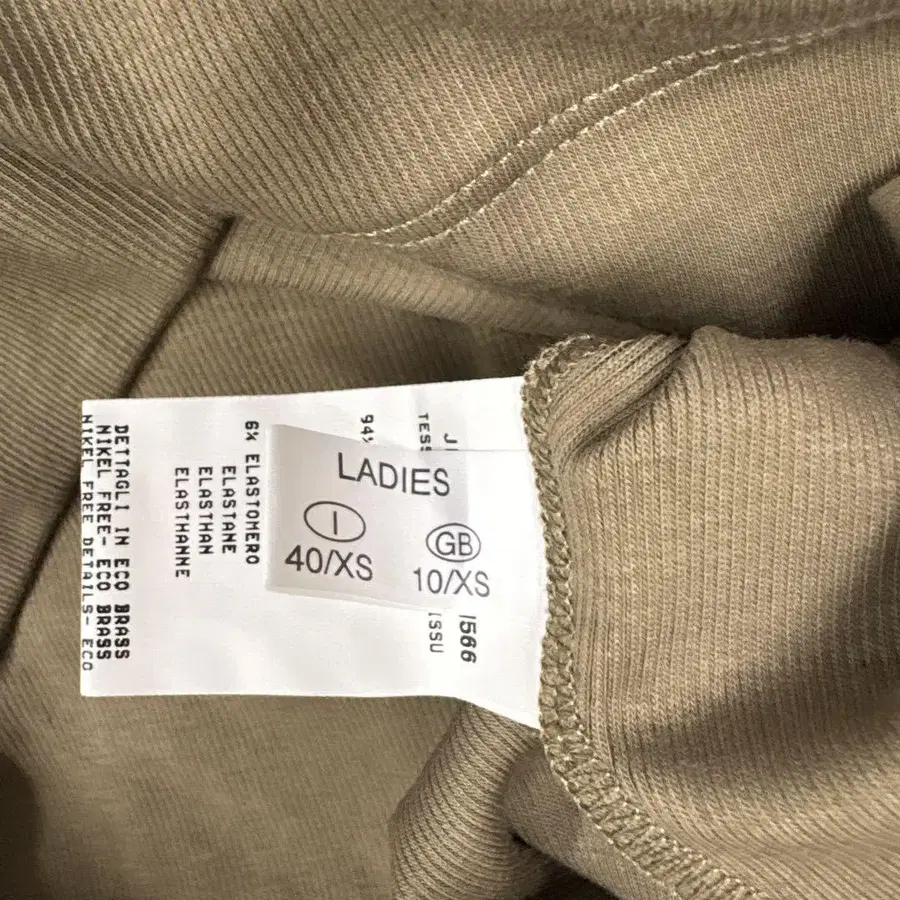 LADIES
I GB
40/XS 10/XS
6% ELASTOMERO
ELASTANE
ELASTHAN
ELASTHANNE
DETTAGLI IN ECO BRASS
NIKEL FREE- ECO BRASS
NIKEL FREE DETAILS- ECO